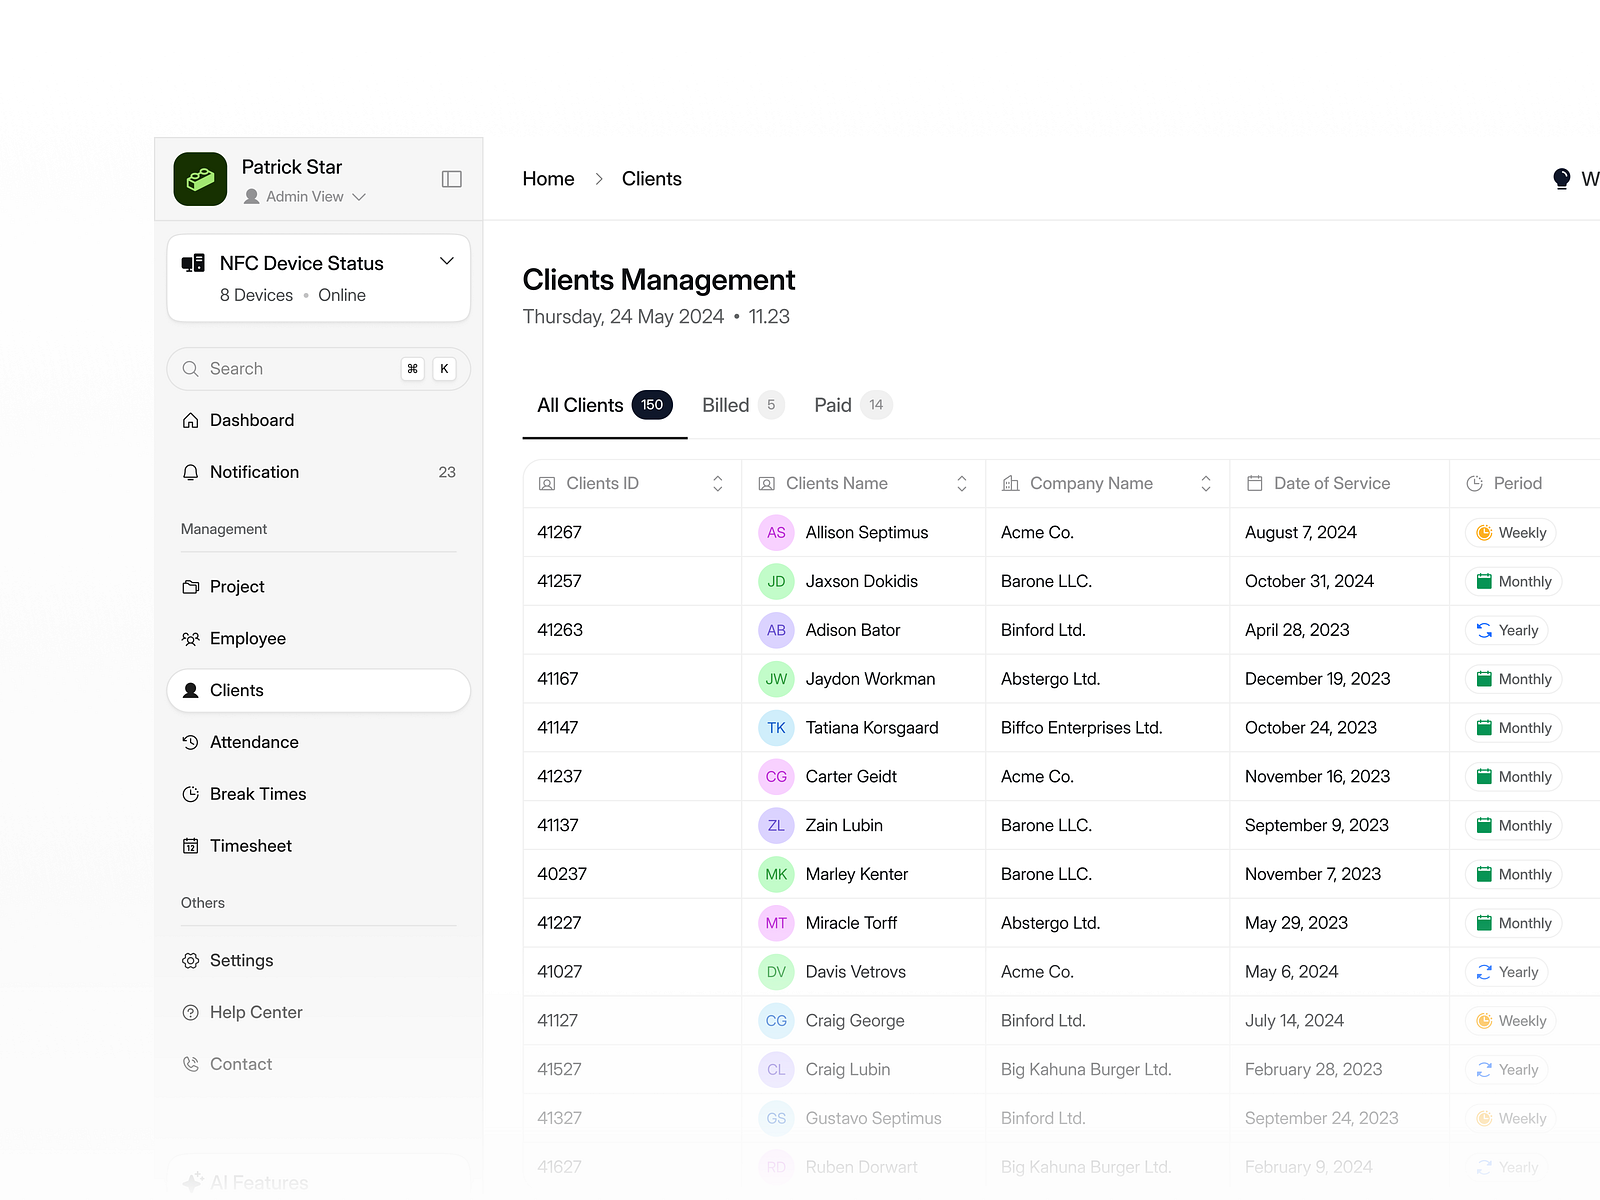 Patrick Star
Admin View
NFC Device Status
8 Devices • Online
Search ⌘ K
Dashboard
Notification 23
Management
Project
Employee
Clients
Attendance
Break Times
12
Timesheet
Others
Settings
Help Center
Contact
AI Features
Home > Clients
W
Clients Management
Thursday, 24 May 2024 • 11.23
All Clients 150 Billed 5 Paid 14
Clients ID Clients Name Company Name Date of Service Period
41267 AS Allison Septimus Acme Co. August 7, 2024 Weekly
41257 JD Jaxson Dokidis Barone LLC. October 31, 2024 Monthly
41263 AB Adison Bator Binford Ltd. April 28, 2023 Yearly
41167 JW Jaydon Workman Abstergo Ltd. December 19, 2023 Monthly
41147 TK Tatiana Korsgaard Biffco Enterprises Ltd. October 24, 2023 Monthly
41237 CG Carter Geidt Acme Co. November 16, 2023 Monthly
41137 ZL Zain Lubin Barone LLC. September 9, 2023 Monthly
40237 MK Marley Kenter Barone LLC. November 7, 2023 Monthly
41227 MT Miracle Torff Abstergo Ltd. May 29, 2023 Monthly
41027 DV Davis Vetrovs Acme Co. May 6, 2024 Yearly
41127 CG Craig George Binford Ltd. July 14, 2024 Weekly
41527 CL Craig Lubin Big Kahuna Burger Ltd. February 28, 2023 Yearly
41327 GS Gustavo Septimus Binford Ltd. September 24, 2023 Weekly
41627 RD Ruben Dorwart Big Kahuna Burger Ltd. February 9, 2024 Yearly